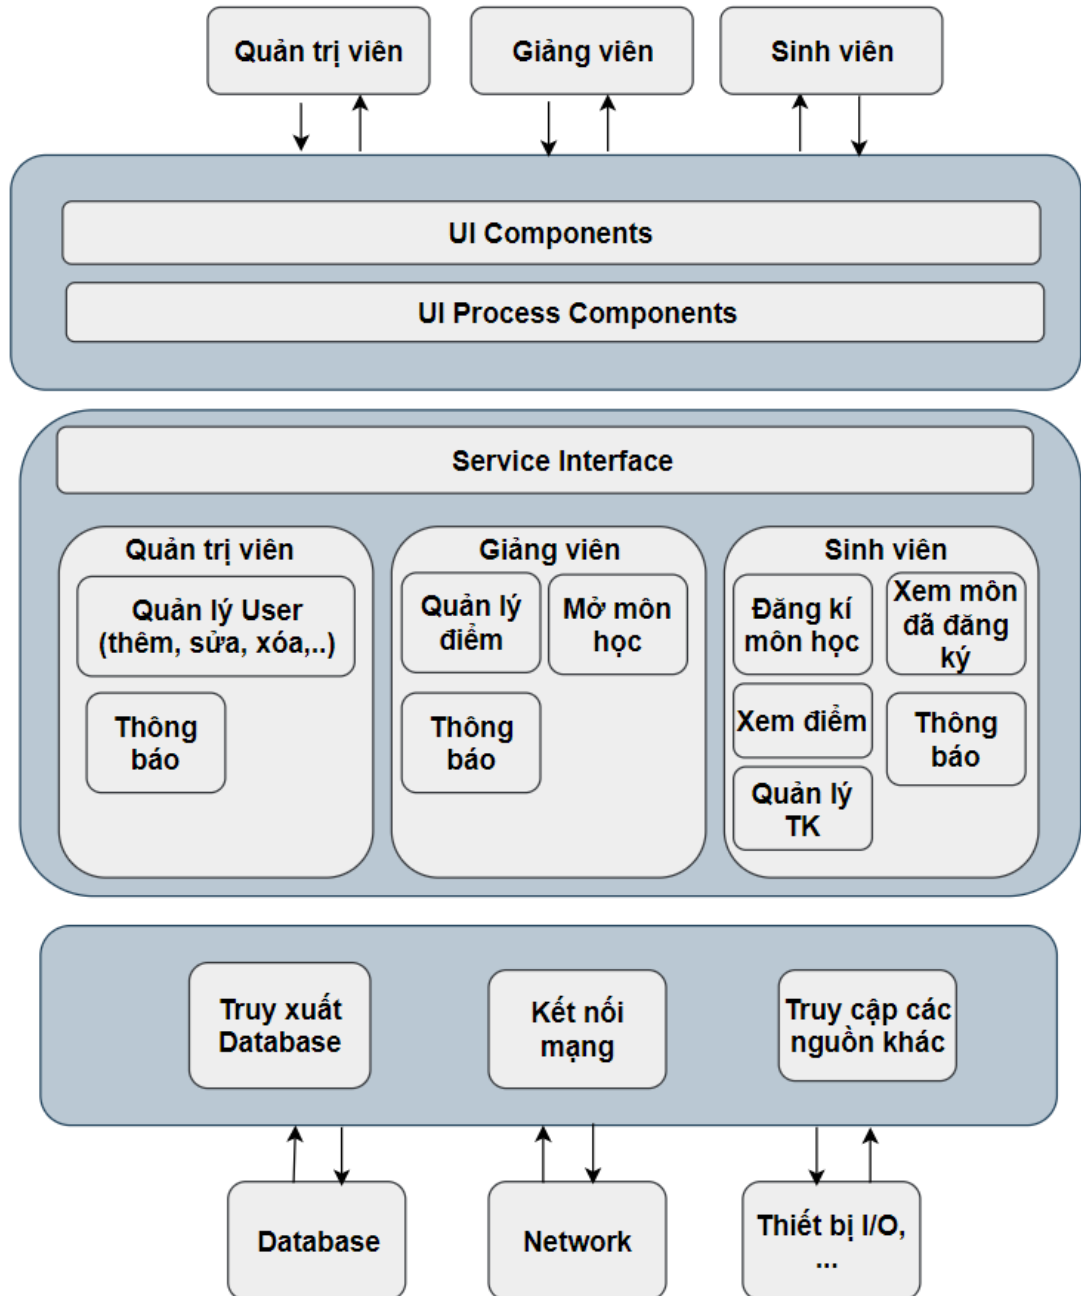 Quản trị viên
Giảng viên
Sinh viên
UI Components
UI Process Components
Service Interface
Quản trị viên
Quản lý User
(thêm, sửa, xóa,..)
Thông
báo
Giảng viên
Quản lý
điểm
Mở môn
học
Thông
báo
Sinh viên
Đăng kí
môn học
Xem môn
đã đăng
ký
Xem điểm
Thông
báo
Quản lý
TK
Truy xuất
Database
Kết nối
mạng
Truy cập các
nguồn khác
Database
Network
Thiết bị I/O,
...